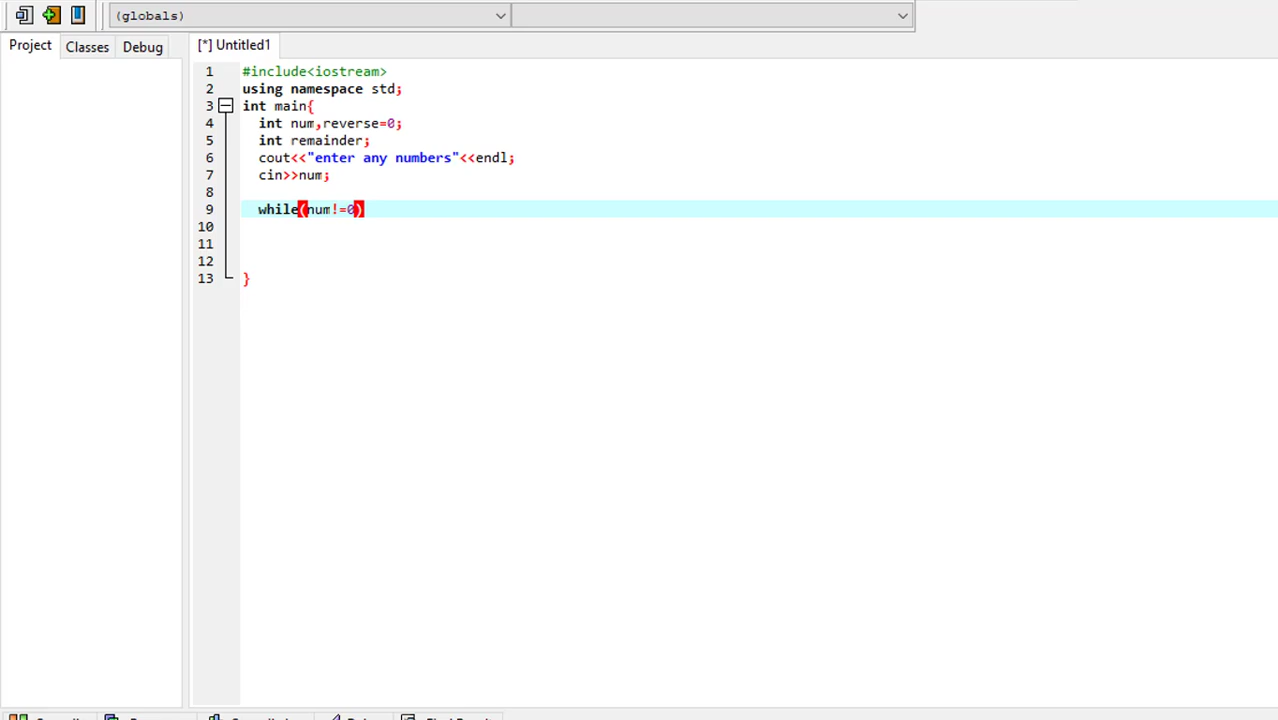 (globals)
Project Classes Debug [*] Untitled1
1 #include<iostream>
2 using namespace std;
3 int main{
4 int num,reverse=0;
5 int remainder;
6 cout<<"enter any numbers"<<endl;
7 cin>>num;
8
9 while(num!=0)
10
11
12
13 }